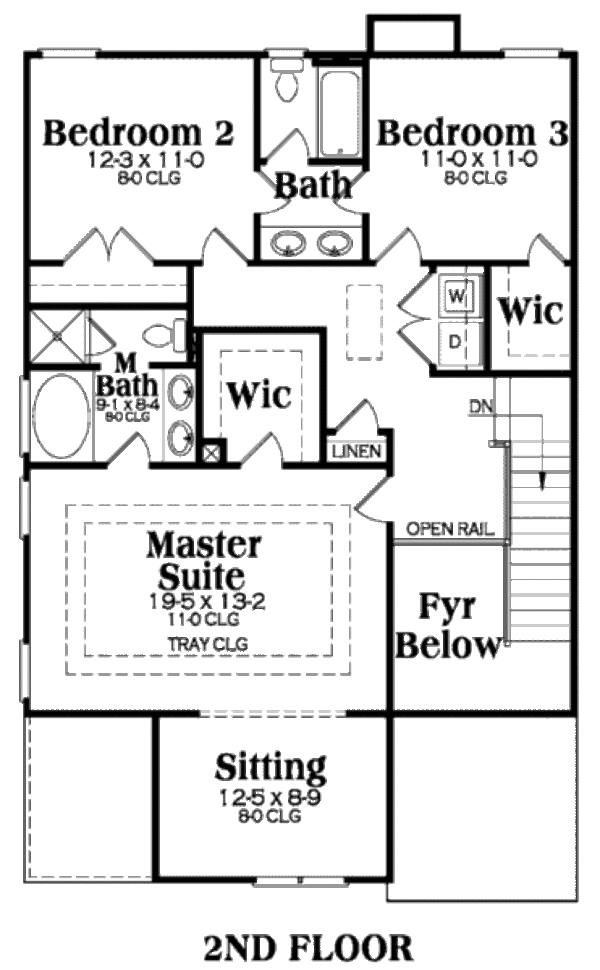 Bedroom 2
12-3 x 11-0
8-0 CLG
Bath
Bedroom 3
11-0 x 11-0
8-0 CLG
W
D
Wic
M
Bath
9-1 x 8-4
8-0 CLG
Wic
LINEN
DN
OPEN RAIL
Master
Suite
19-5 x 13-2
11-0 CLG
TRAY CLG
Fyr
Below
Sitting
12-5 x 8-9
8-0 CLG
2ND FLOOR